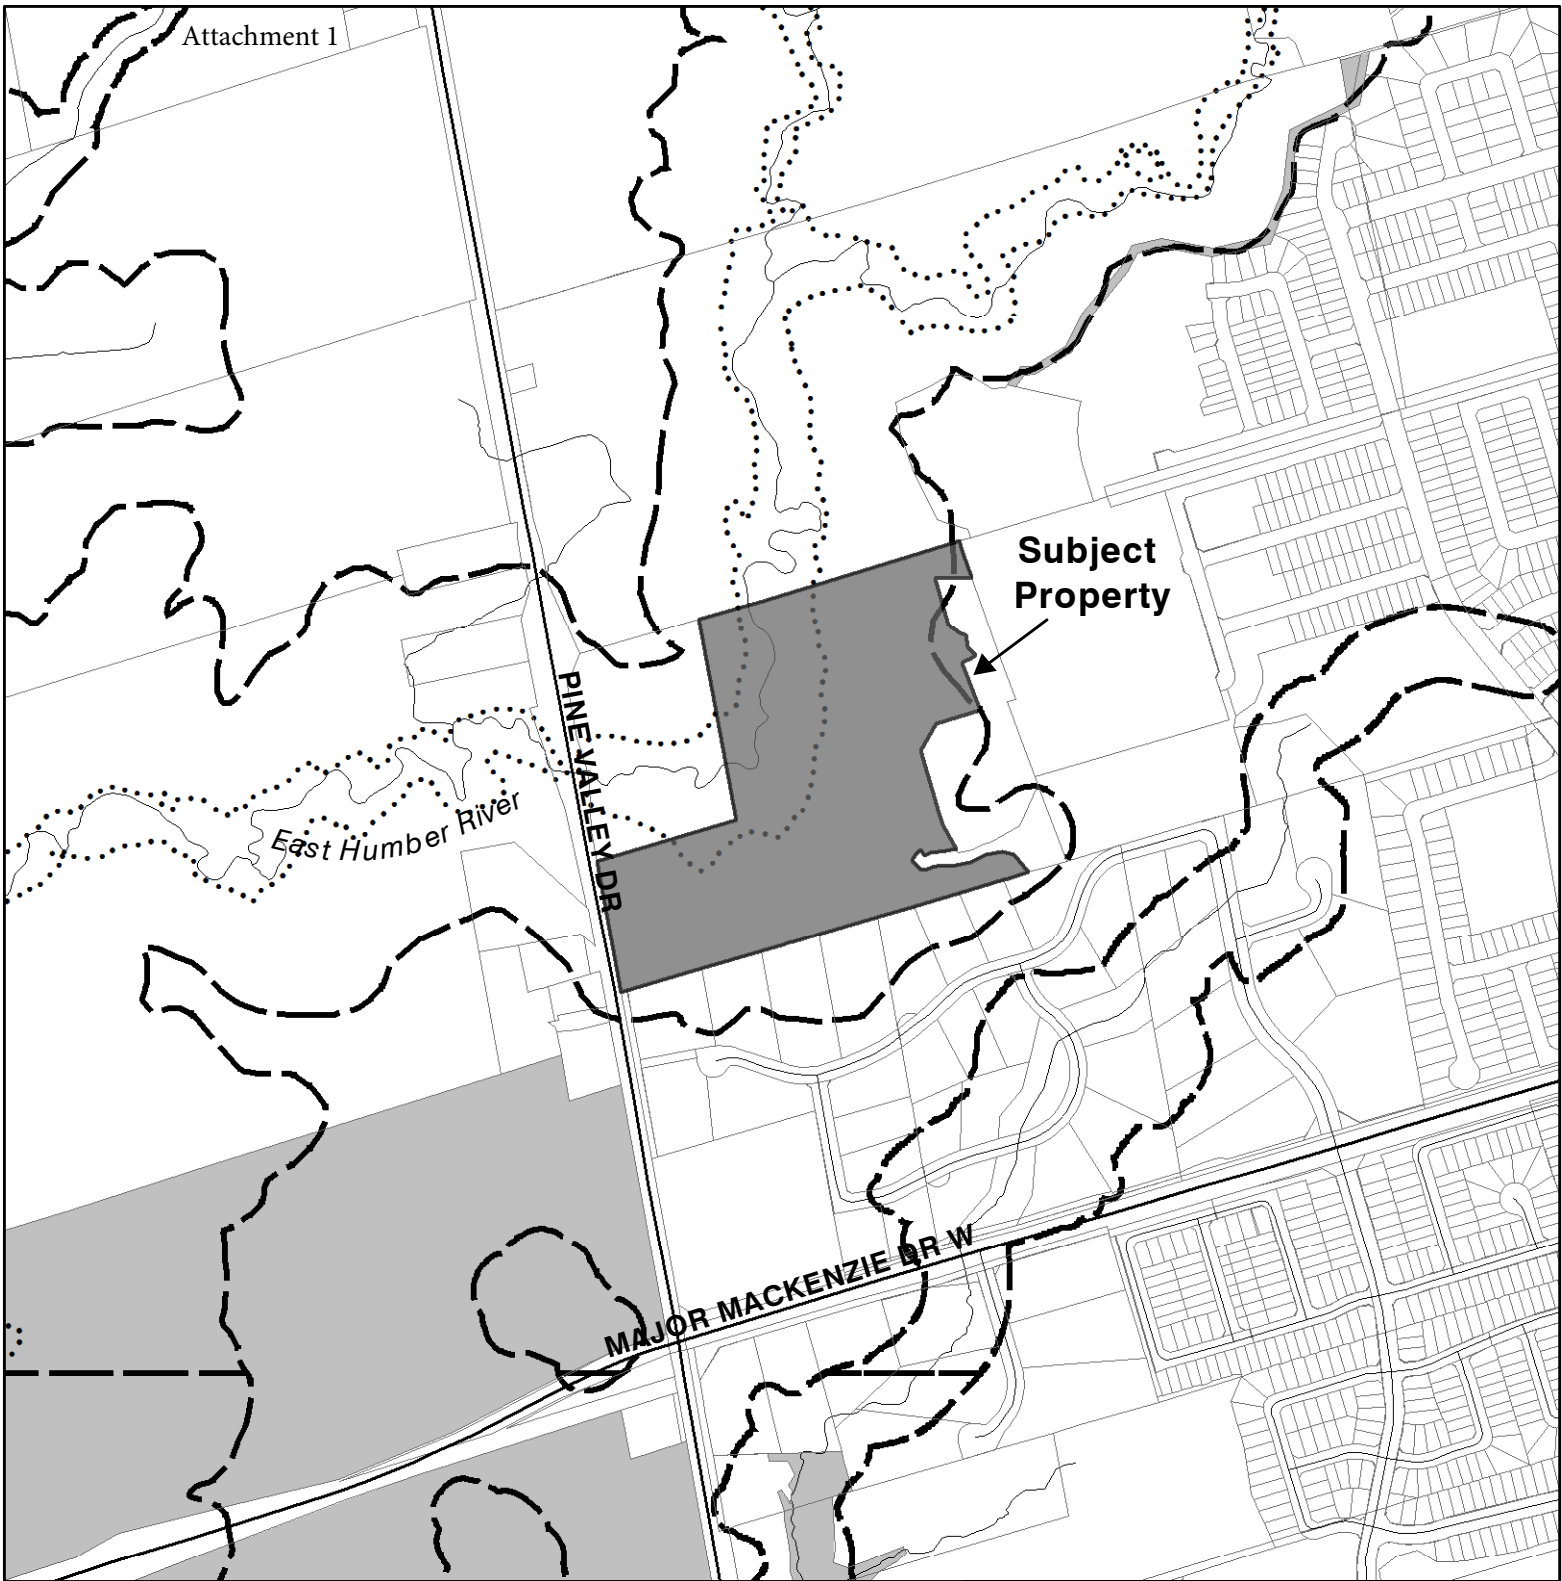 Attachment 1
Subject
Property
PINE VALLEY DR
East Humber River
MAJOR MACKENZIE DR W